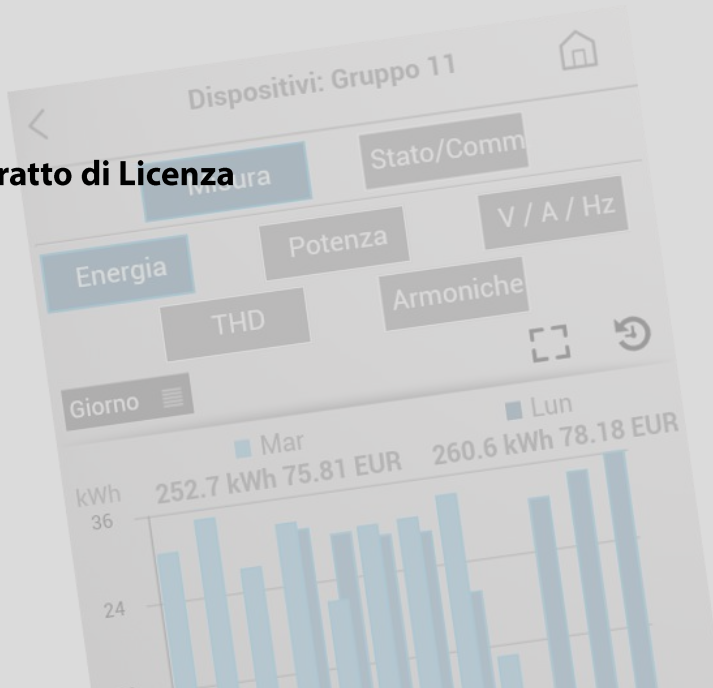 Dispositivi: Gruppo 11
ratto di Licenza
Misura
Stato/Comm
Energia
Potenza
V / A / Hz
THD
Armoniche
Giorno
Mar
Lun
kWh
252.7 kWh 75.81 EUR
260.6 kWh 78.18 EUR
36
24